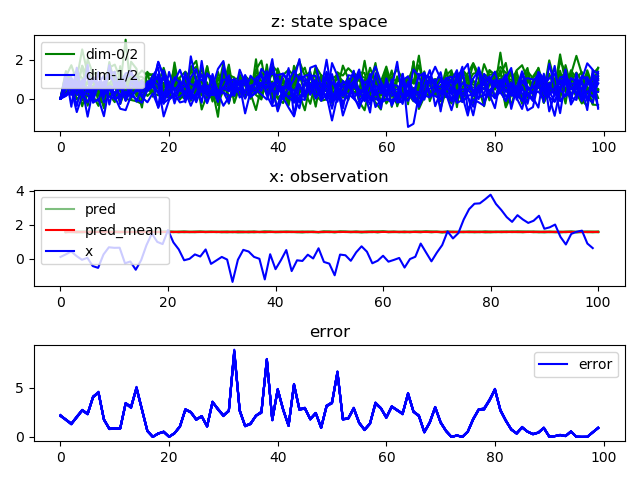 z: state space
dim-0/2
dim-1/2
2
0
0 20 40 60 80 100
x: observation
pred
pred_mean
x
4
2
0
0 20 40 60 80 100
error
error
5
0
0 20 40 60 80 100